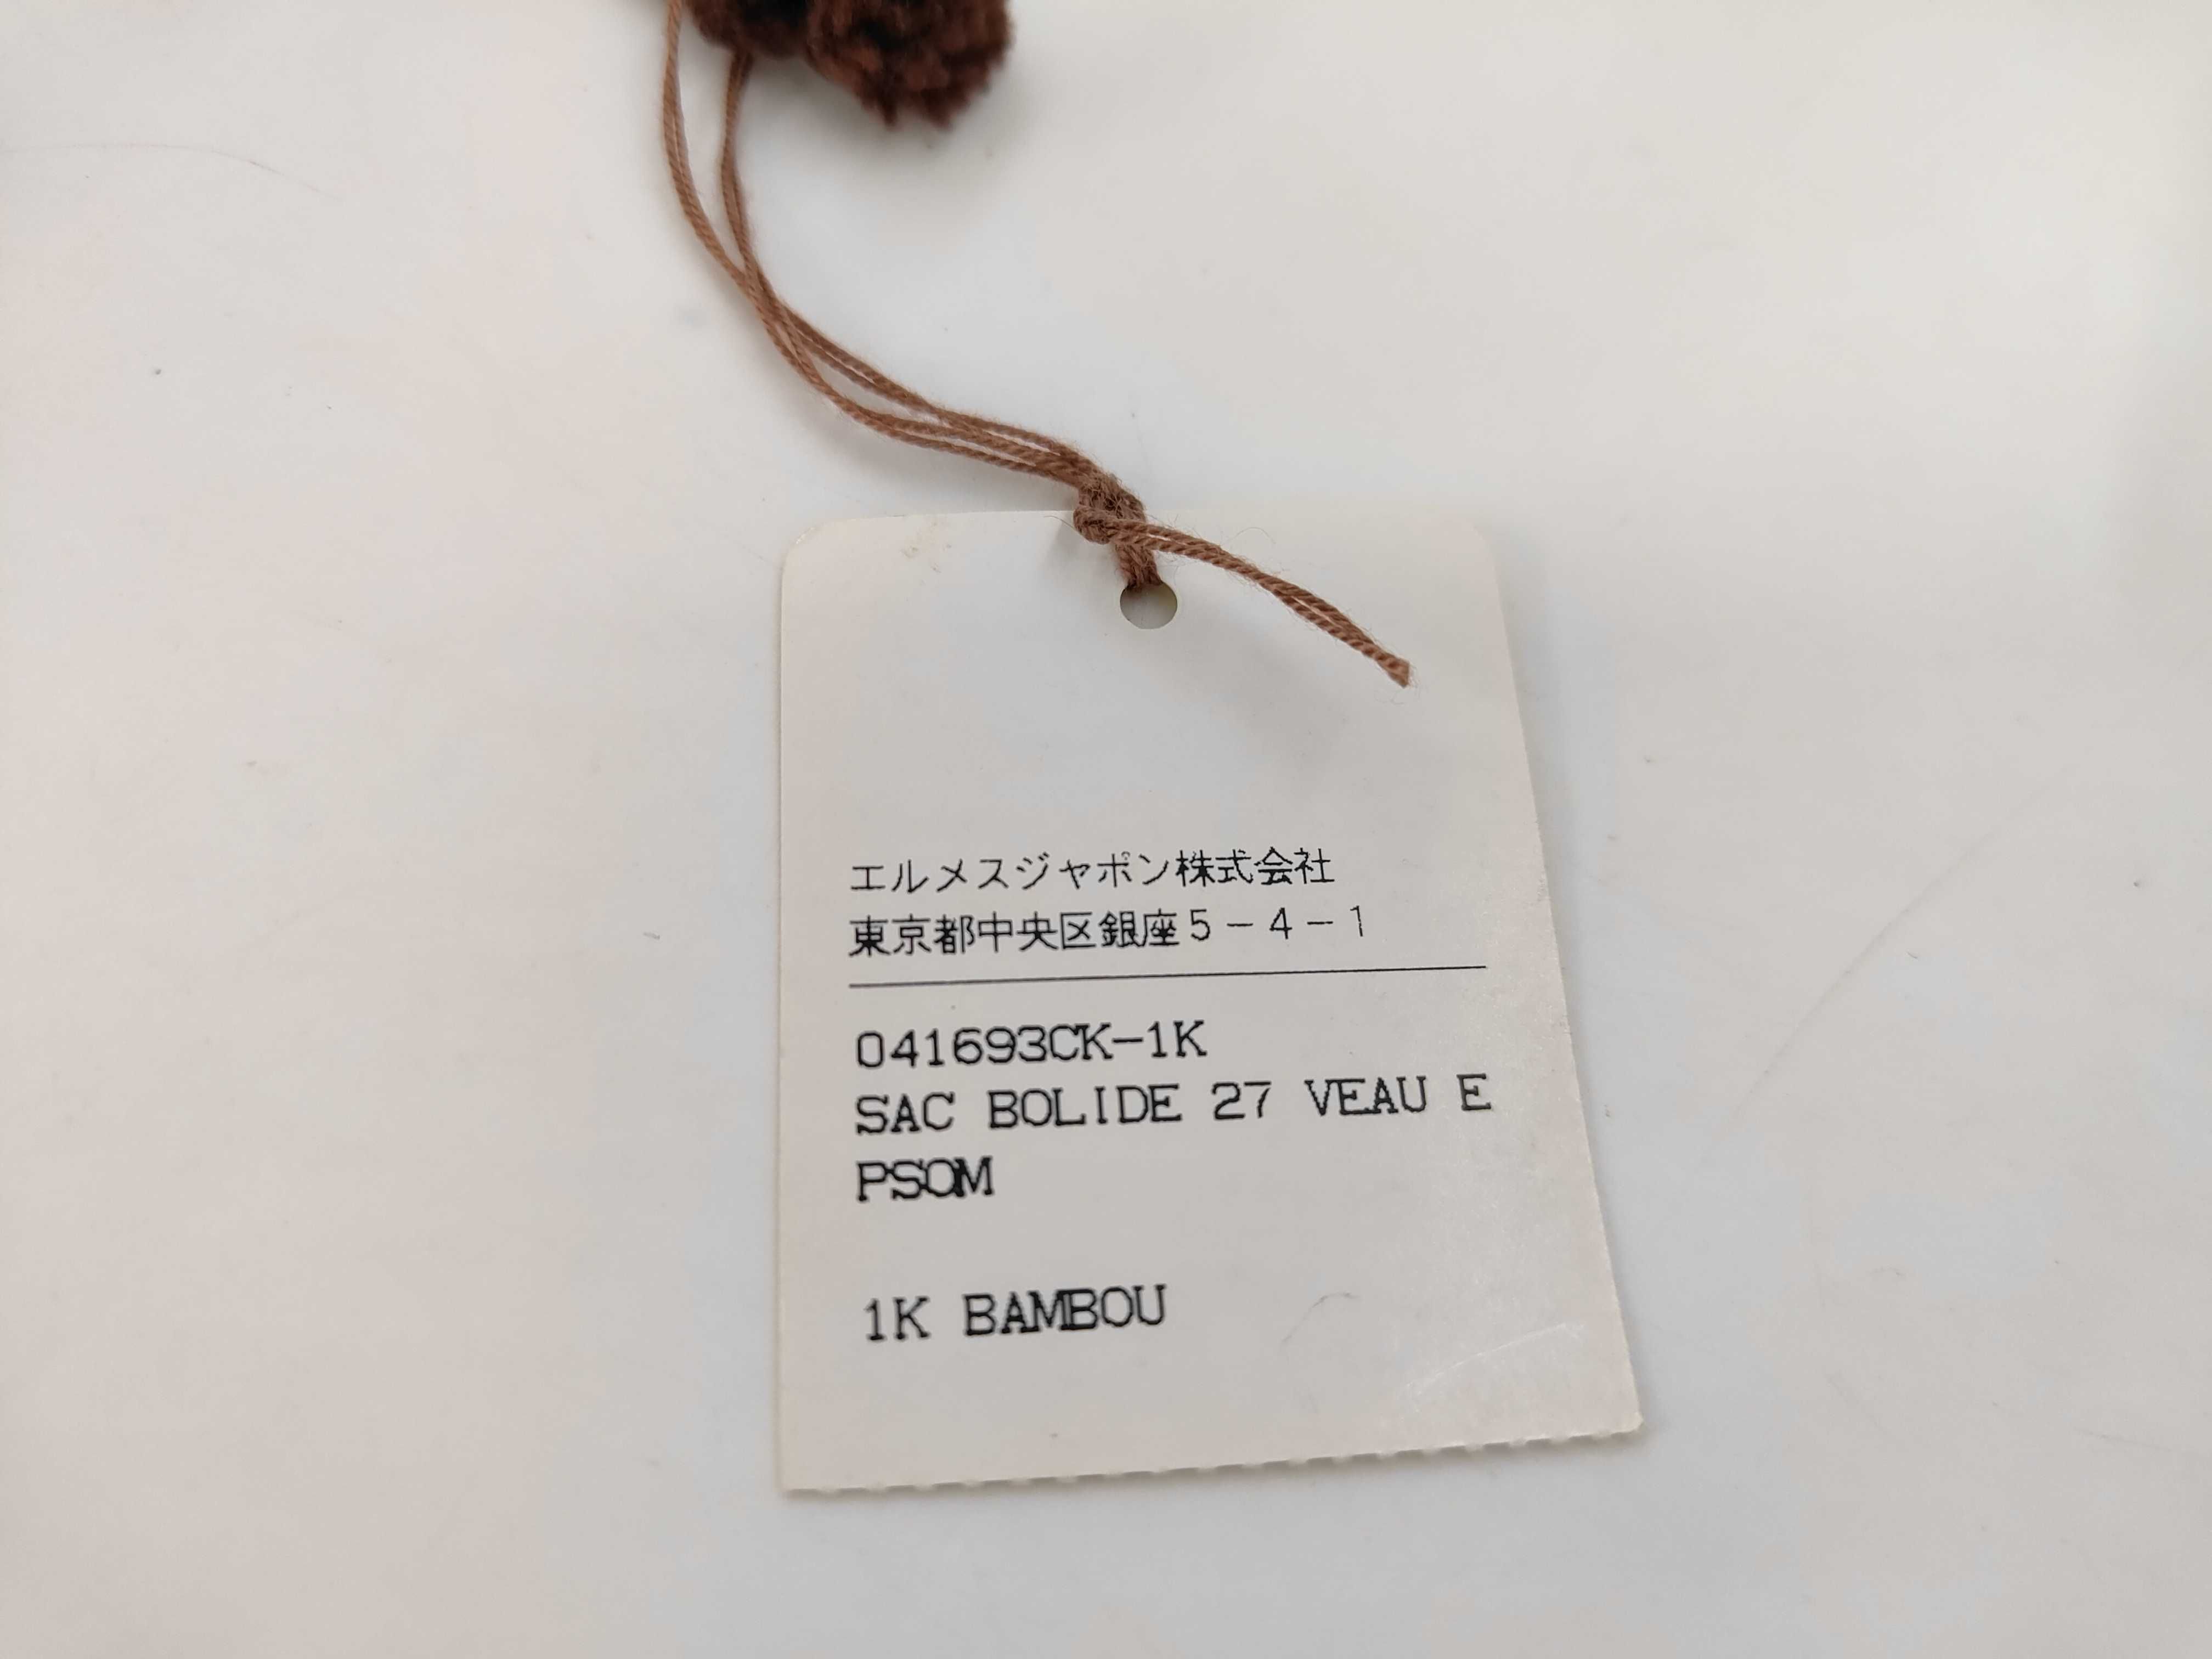 エルメスジャポン株式会社
東京都中央区銀座5-4-1
041693CK-1K
SAC BOLIDE 27 VEAU E
PSOM
1K BAMBOU